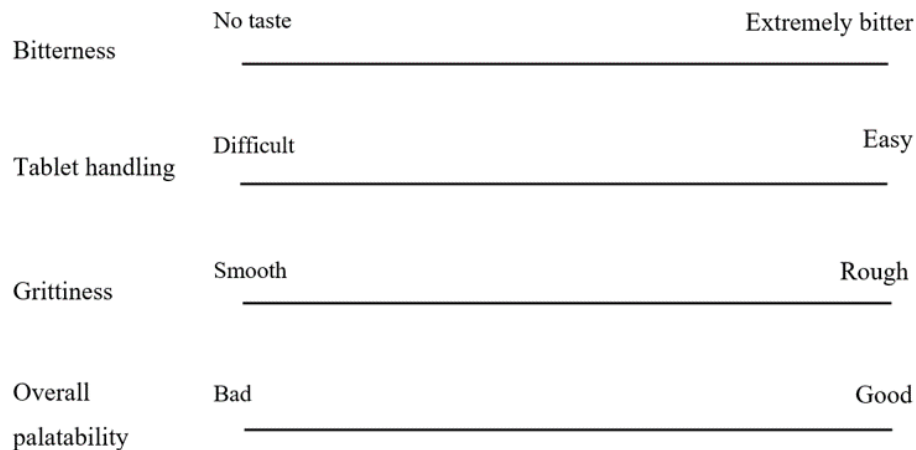 No taste Extremely bitter
Bitterness
Difficult Easy
Tablet handling
Smooth Rough
Grittiness
Overall Bad Good
palatability